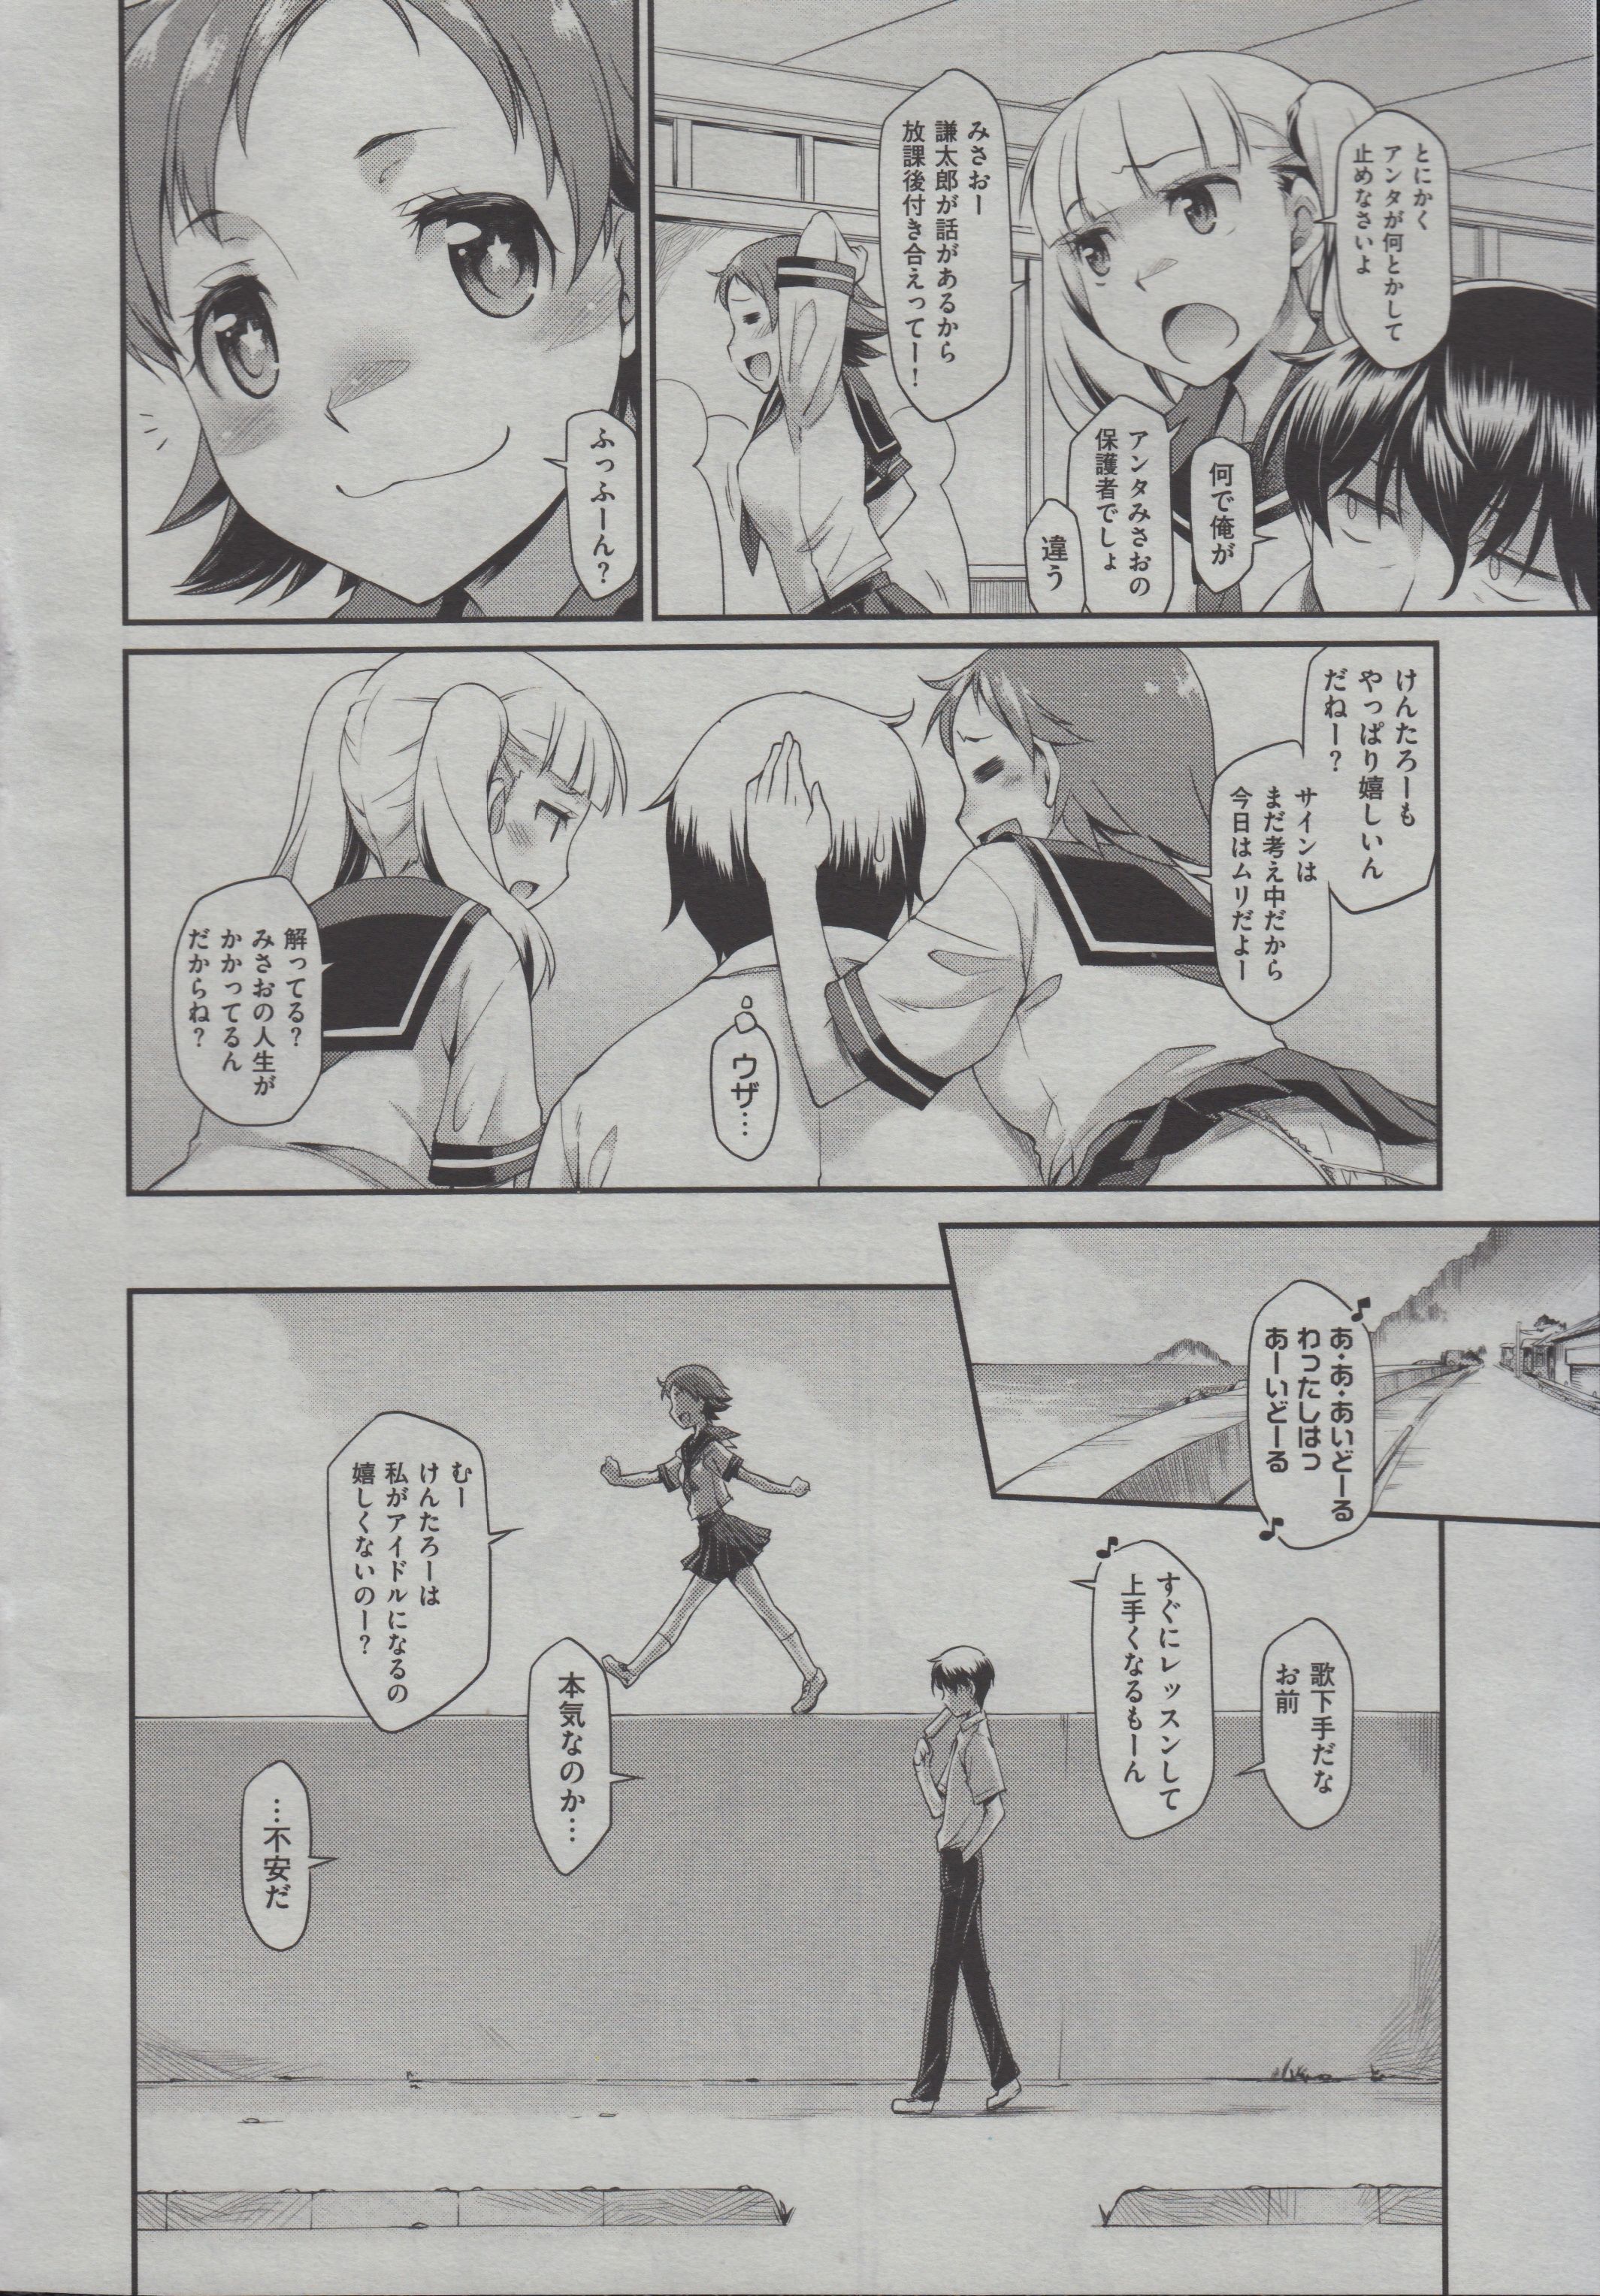 とにかく
アンタが何とかして
止めなさいよ
何で俺が
アンタみさおの
保護者でしょ
違う
みさおー
謙太郎が話があるから
放課後付き合えってー！
ふっふーん？
けんたろーも
やっぱり嬉しいん
だねー？
サインは
まだ考え中だから
今日はムリだよー
ウザ…
解ってる？
みさおの人生が
かかってるん
だからね？
♪
あ・あ・あいどーる
わったしはっ
あーいどーる
♪
歌下手だな
お前
♪
すぐにレッスンして
上手くなるもーん
本気なのか…
むー
けんたろーは
私がアイドルになるの
嬉しくないのー？
…不安だ